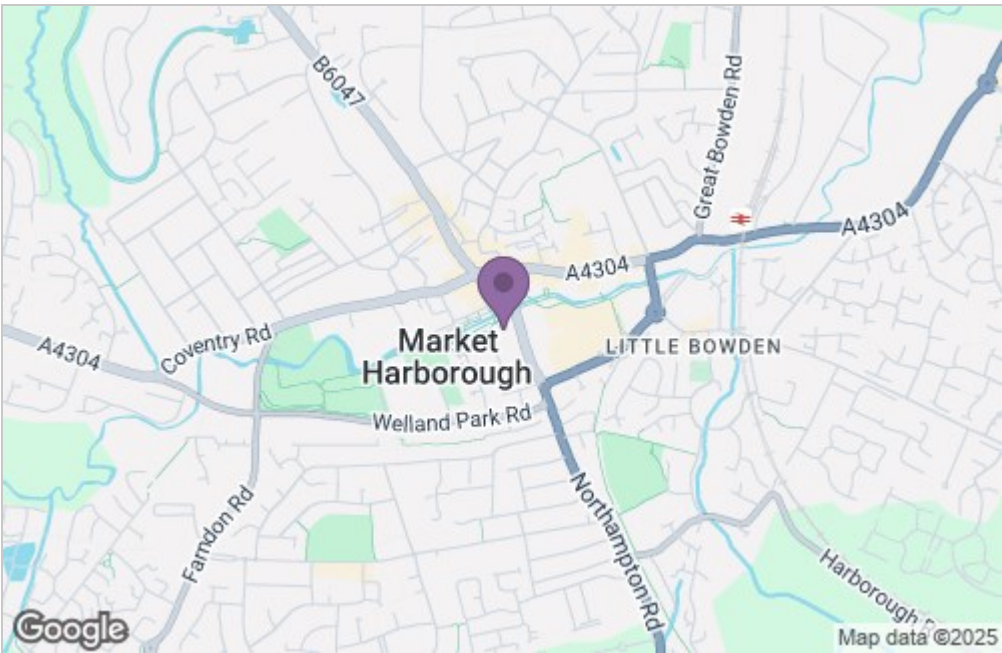 B6047
Great Bowden Rd
A4304
A4304
Coventry Rd
A4304
Market
Harborough
LITTLE BOWDEN
Welland Park Rd
Farndon Rd
Northampton Rd
Harborough
Google
Map data ©2025